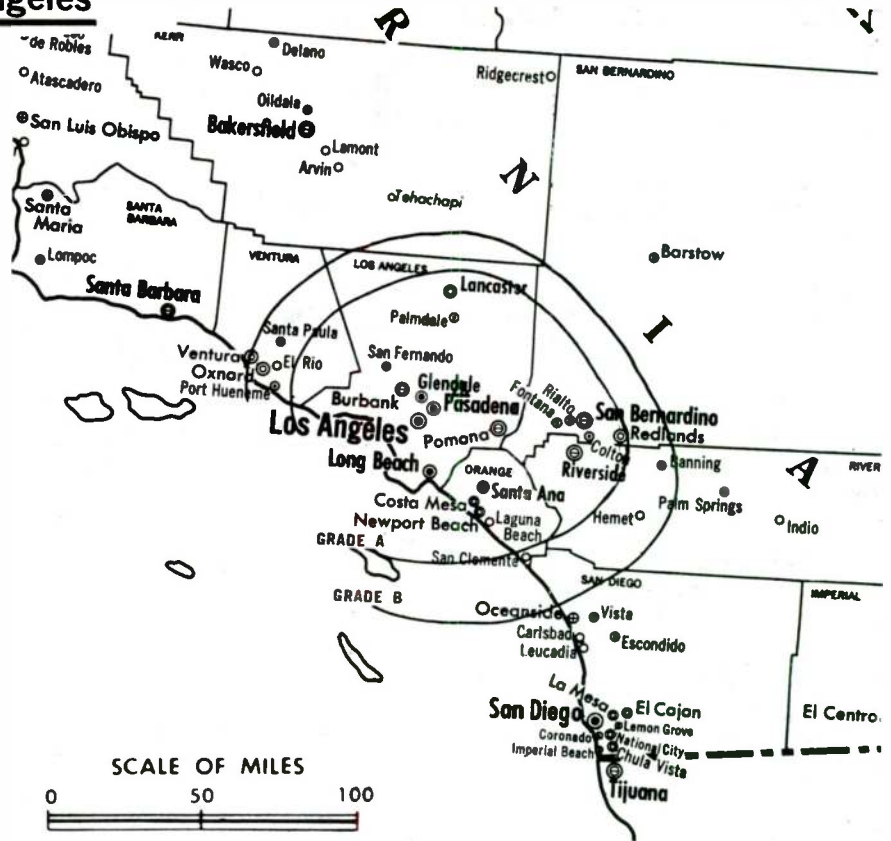 geles
R
de Robles
KERR
Delano
Wasco
Atascadero
Ridgecrest
SAN BERNARDINO
Oildale
San Luis Obispo
Bakersfield
Lamont
Arvin
N
Tehachapi
Santa
Maria
SANTA
BARBARA
Lompoc
VENTURA
LOS ANGELES
Barstow
Santa Barbara
Lancaster
I
Palmdale
Santa Paula
Ventura
El Rio
San Fernando
Oxnard
Port Hueneme
Glendale
Burbank
Pasadena
Fontana
Rialto
San Bernardino
Los Angeles
Pomona
Redlands
Colton
Long Beach
ORANGE
Riverside
Banning
A
RIVER
Santa Ana
Costa Mesa
Palm Springs
Newport Beach
Laguna
Beach
Hemet
Indio
GRADE A
San Clemente
SAN DIEGO
IMPERIAL
GRADE B
Oceanside
Vista
Carlsbad
Leucadia
Escondido
La Mesa
San Diego
El Cajan
El Centro
Lemon Grove
Coronado
National City
Imperial Beach
Chula Vista
Tijuana
SCALE OF MILES
0 50 100